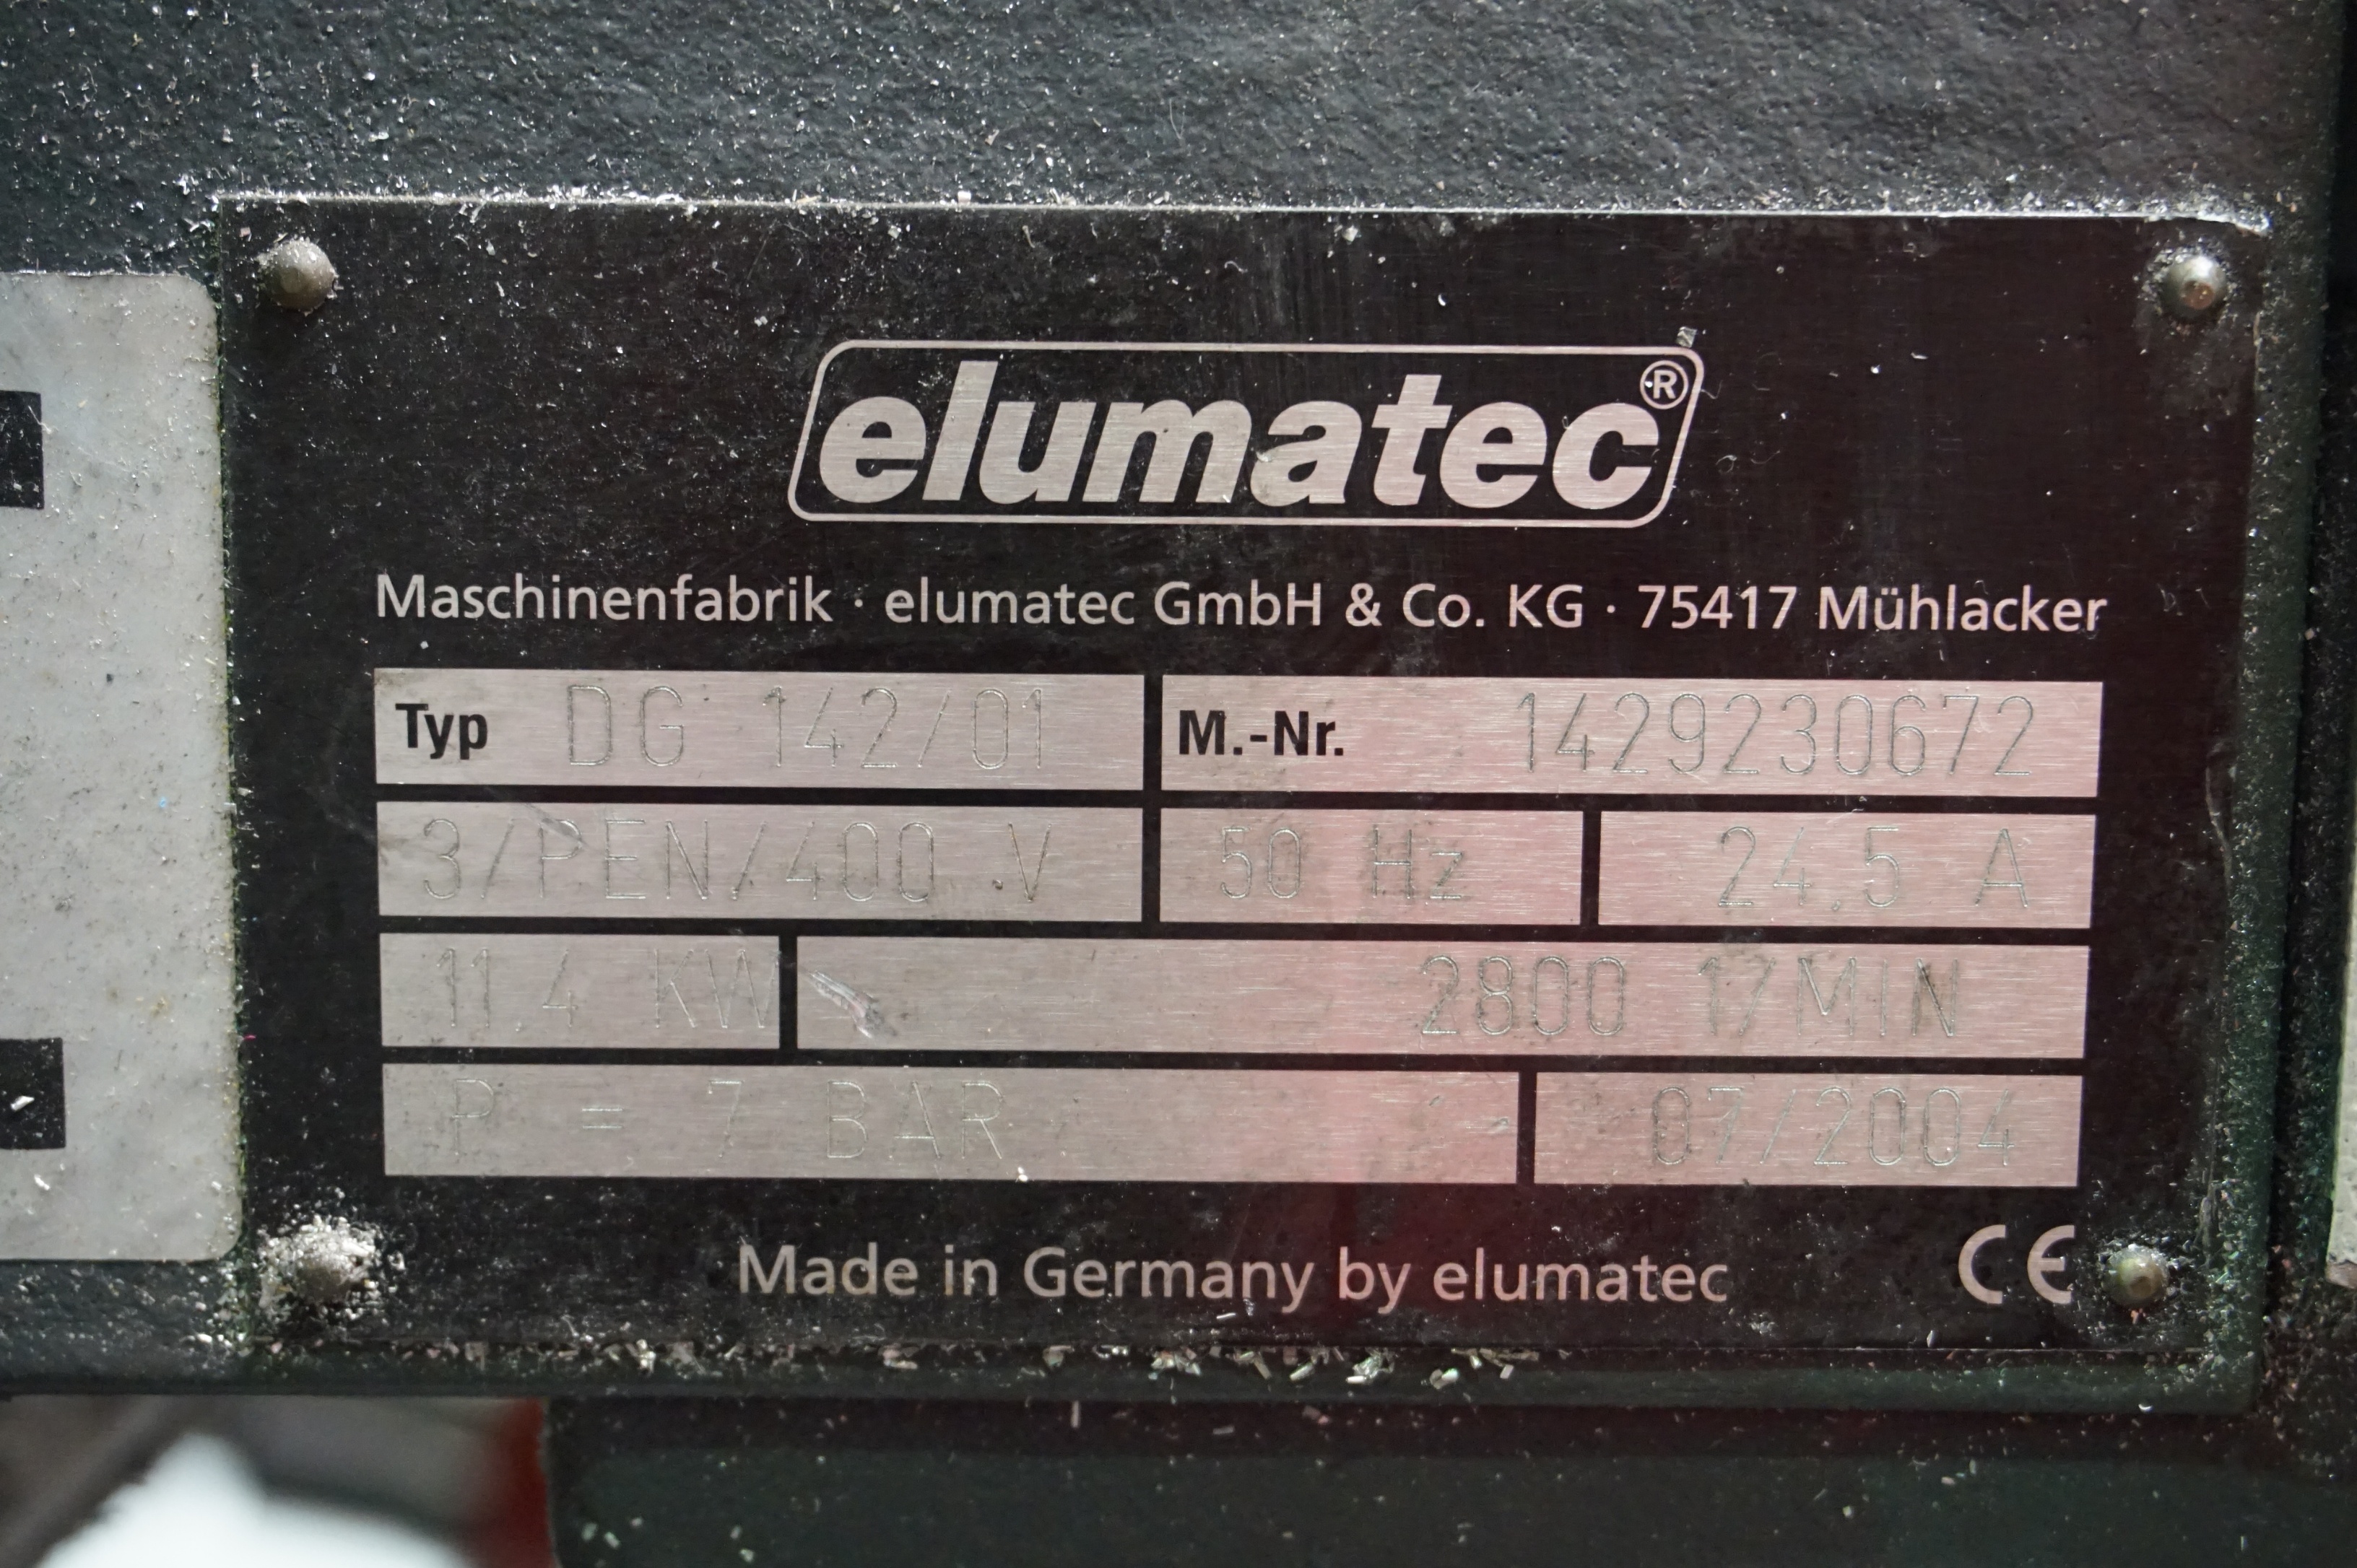 elumatec®
Maschinenfabrik · elumatec GmbH & Co. KG · 75417 Mühlacker
Typ DG 142/01 M.-Nr. 1429230672
3/PEN/400 V 50 Hz 24.5 A
11 4 KW 2800 1/MIN
P = 7 BAR 07/2004
Made in Germany by elumatec CE